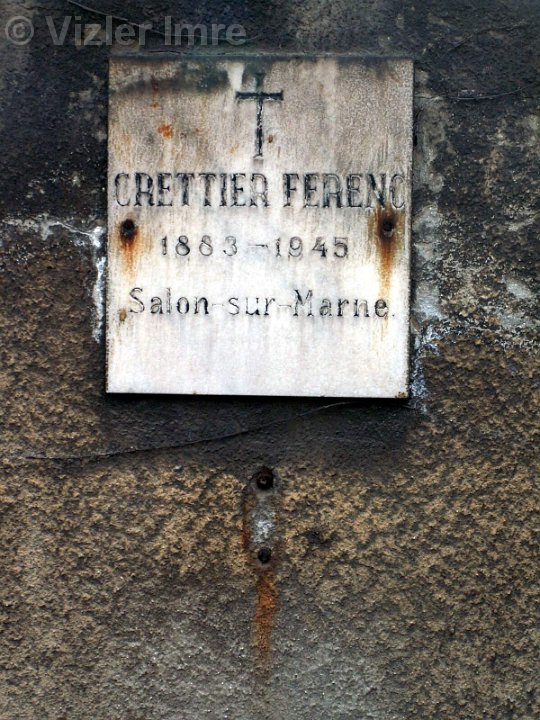 © Vizler Imre
CRETTIER FERENC
1883-1945
Salon-sur-Marne.